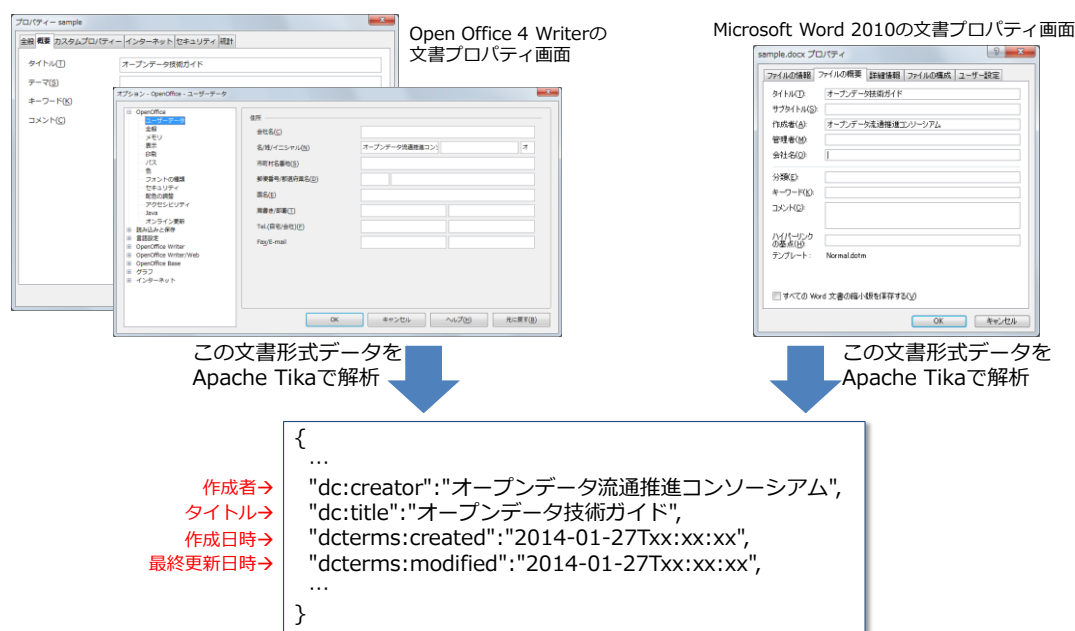 プロパティー sample
全般 概要 カスタムプロパティー インターネット セキュリティ 統計
タイトル(T) オープンデータ技術ガイド
テーマ(S)
キーワード(K)
コメント(C)
Open Office 4 Writerの
文書プロパティ画面
オプション - OpenOffice - ユーザーデータ
OpenOffice
ユーザーデータ
全般
メモリ
表示
印刷
パス
色
フォントの種類
セキュリティ
配色の調整
アクセシビリティ
Java
オンライン更新
読み込みと保存
言語設定
OpenOffice Writer
OpenOffice Writer/Web
OpenOffice Base
グラフ
インターネット
住所
会社名(C)
名/姓/イニシャル(N) オープンデータ流通推進コンソ オ
市町村名番地(S)
郵便番号/都道府県名(D)
国名(E)
肩書き/部署(T)
Tel.(自宅/会社)(F)
Fax/E-mail
OK キャンセル ヘルプ(H) 元に戻す(B)
Microsoft Word 2010の文書プロパティ画面
sample.docx プロパティ
ファイルの情報 ファイルの概要 詳細情報 ファイルの構成 ユーザー設定
タイトル(T): オープンデータ技術ガイド
サブタイトル(S):
作成者(A): オープンデータ流通推進コンソーシアム
管理者(M):
会社名(O):
分類(E):
キーワード(K):
コメント(C):
ハイパーリンク
の基点(H):
テンプレート: Normal.dotm
すべての Word 文書の縮小版を保存する(V)
OK キャンセル
この文書形式データを
Apache Tikaで解析
この文書形式データを
Apache Tikaで解析
{
…
作成者→ "dc:creator":"オープンデータ流通推進コンソーシアム",
タイトル→ "dc:title":"オープンデータ技術ガイド",
作成日時→ "dcterms:created":"2014-01-27Txx:xx:xx",
最終更新日時→ "dcterms:modified":"2014-01-27Txx:xx:xx",
…
}